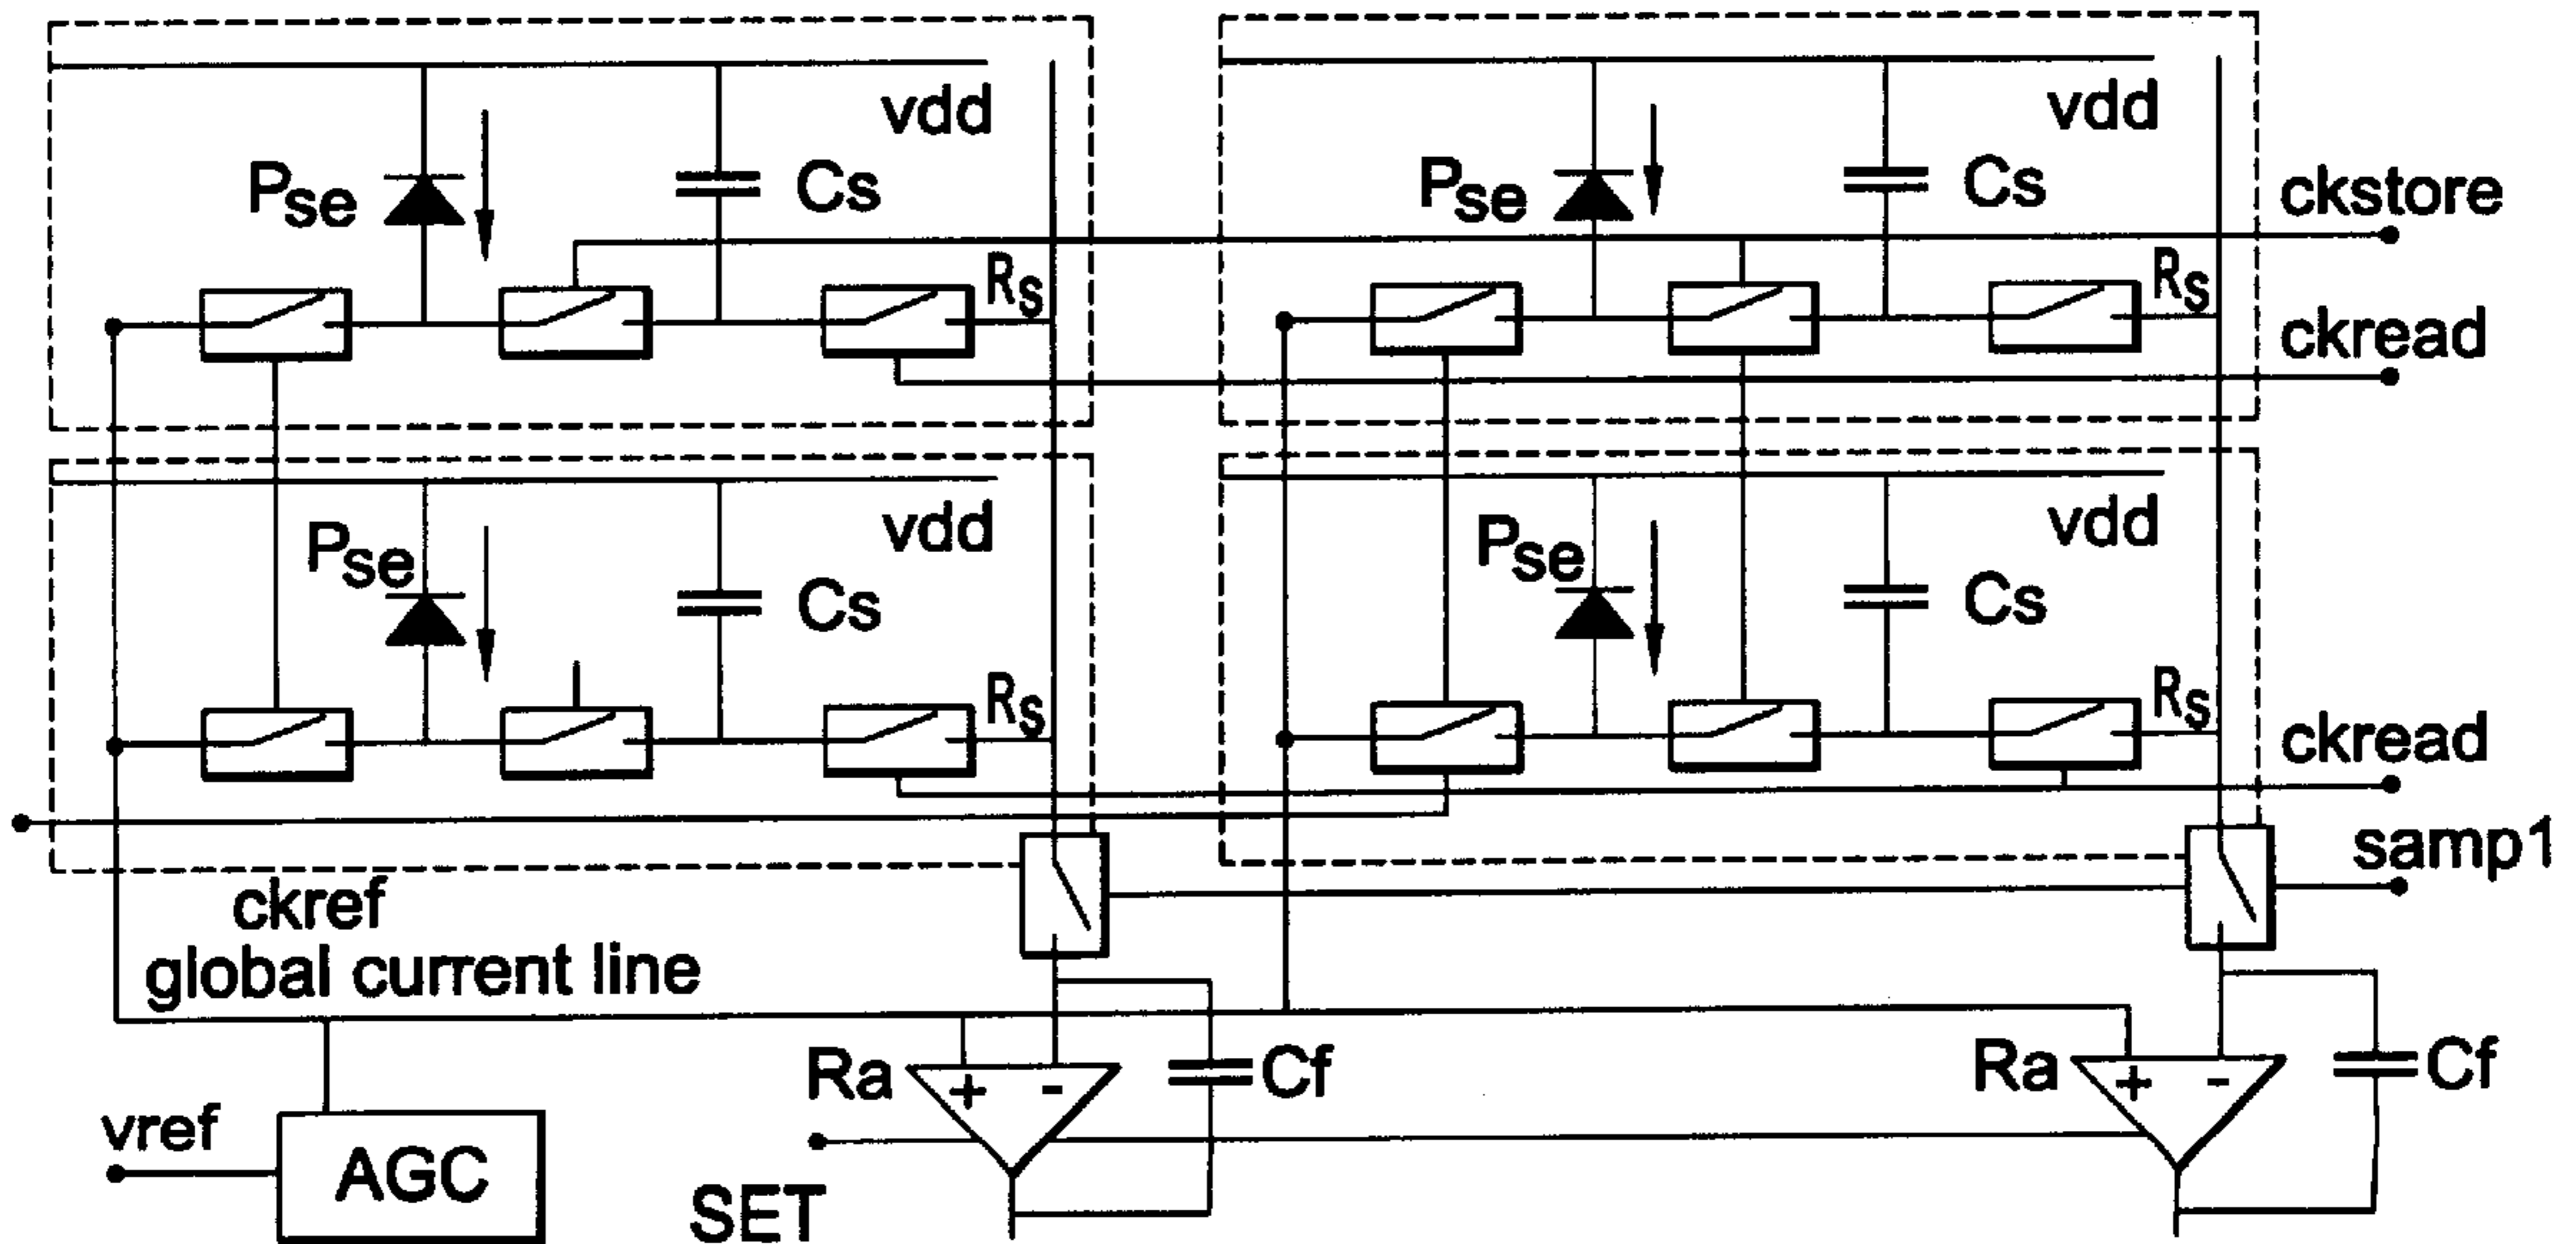 vdd
vdd
Pse
Cs
Pse
Cs
ckstore
Rs
Rs
ckread
vdd
vdd
Pse
Cs
Pse
Cs
Rs
Rs
ckread
samp1
ckref
global current line
Ra
+ -
Cf
Ra
+ -
Cf
vref
AGC
SET